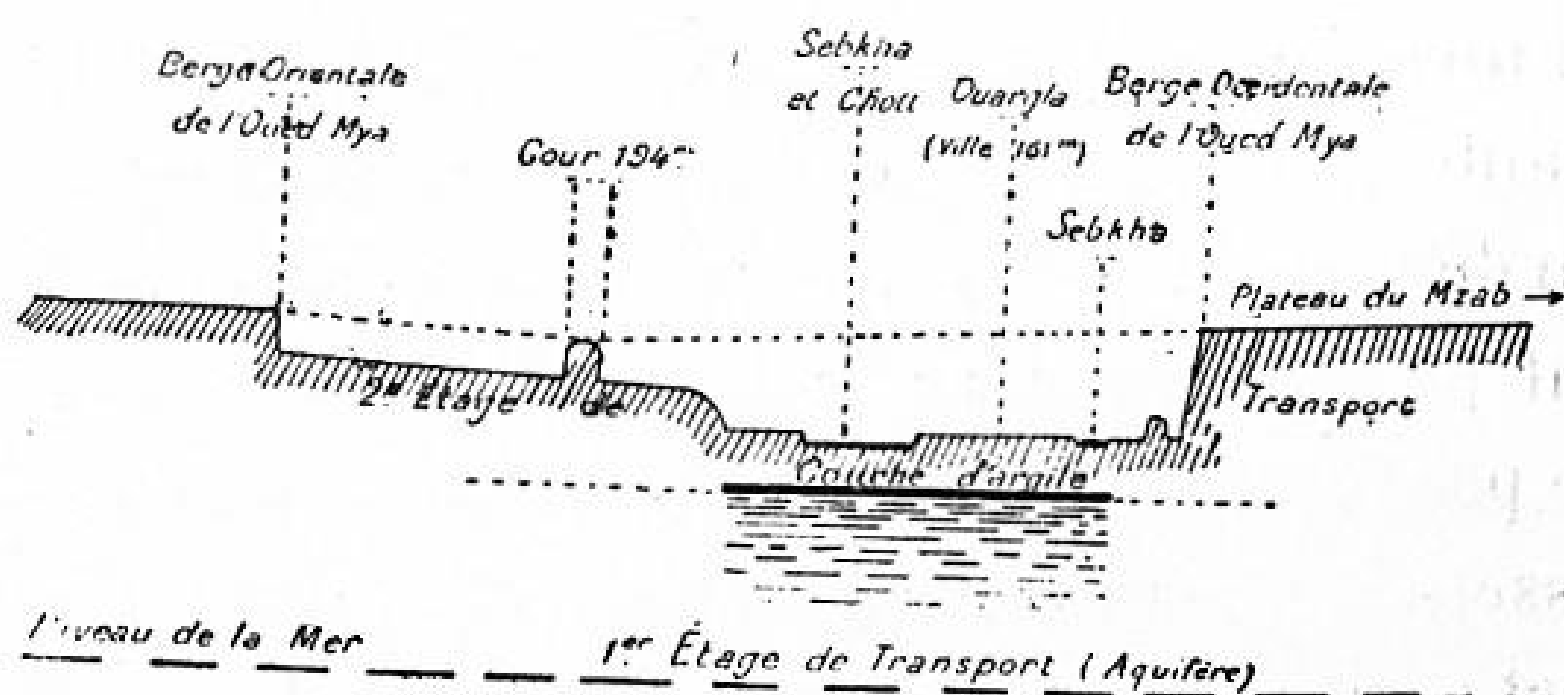 Berge Orientale
de l'Oued Mya
Gour 194m
Sebkha
et Chott
Ouargla
(Ville 161m)
Berge Occidentale
de l'Oued Mya
Sebkha
Plateau du Mzab
2e Étage de Transport
Couche d'argile
Niveau de la Mer
1er Étage de Transport (Aquifère)